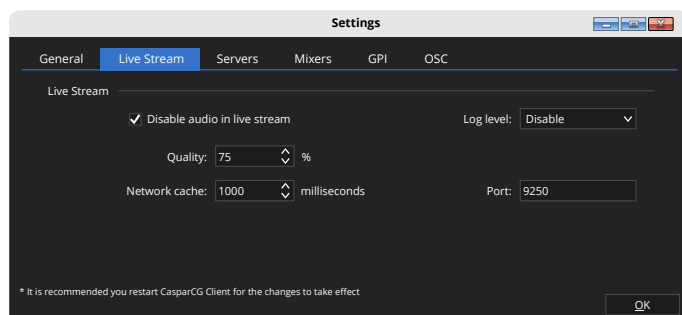 Settings
General Live Stream Servers Mixers GPI OSC
Live Stream
Disable audio in live stream Log level: Disable
Quality: 75 %
Network cache: 1000 milliseconds Port: 9250
* It is recommended you restart CasparCG Client for the changes to take effect
OK